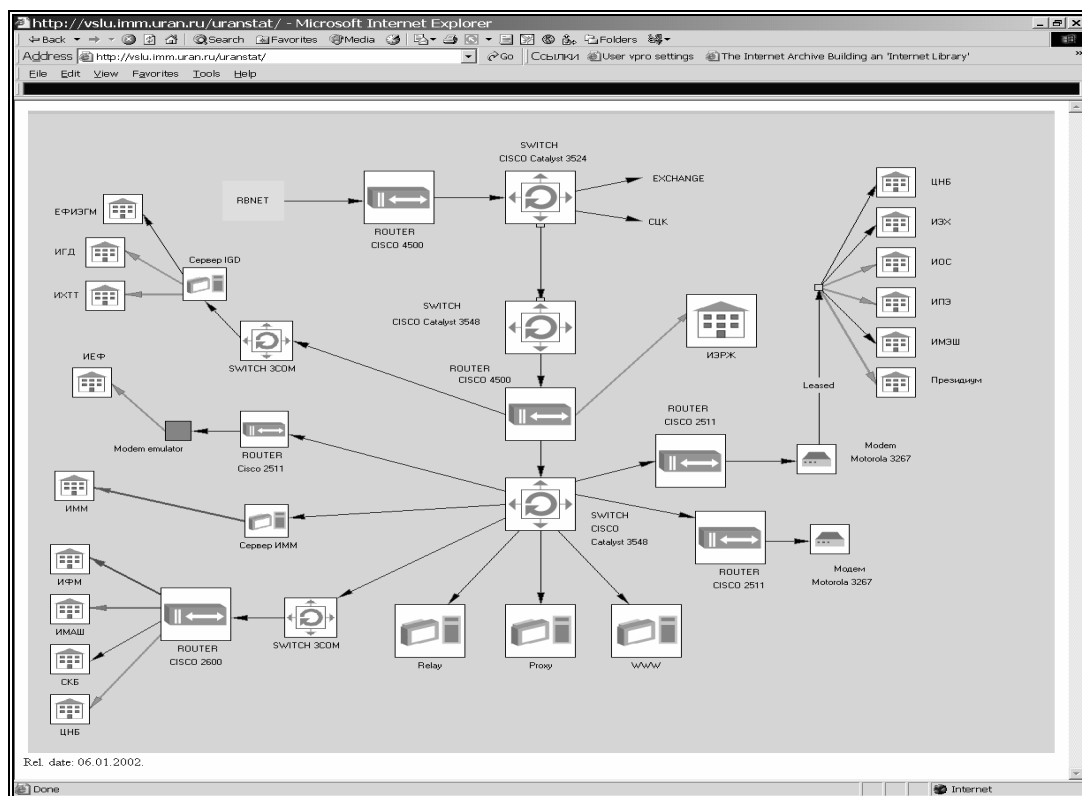 http://vslu.imm.uran.ru/uranstat/ - Microsoft Internet Explorer
Back Search Favorites Media Folders
Address http://vslu.imm.uran.ru/uranstat/ Go Ссылки User vpro settings The Internet Archive Building an 'Internet Library' »
File Edit View Favorites Tools Help
SWITCH
CISCO Catalyst 3524
EXCHANGE
СЦК
RBNET
ROUTER
CISCO 4500
ЕФИЭГМ
ИГД
ИХТТ
Сервер IGD
SWITCH 3COM
SWITCH
CISCO Catalyst 3548
ROUTER
CISCO 4500
ИЭРЖ
ЦНБ
ИЭХ
ИОС
ИПЭ
ИМЭШ
Президиум
Leased
ИЕФ
Modem emulator
ROUTER
Cisco 2511
ROUTER
CISCO 2511
Modem
Motorola 3267
ИММ
Сервер ИММ
SWITCH
CISCO
Catalyst 3548
ROUTER
CISCO 2511
Модем
Motorola 3267
ИФМ
ИМАШ
СКБ
ЦНБ
ROUTER
CISCO 2600
SWITCH 3COM
Relay
Proxy
WWW
Rel. date: 06.01.2002.
Done
Internet